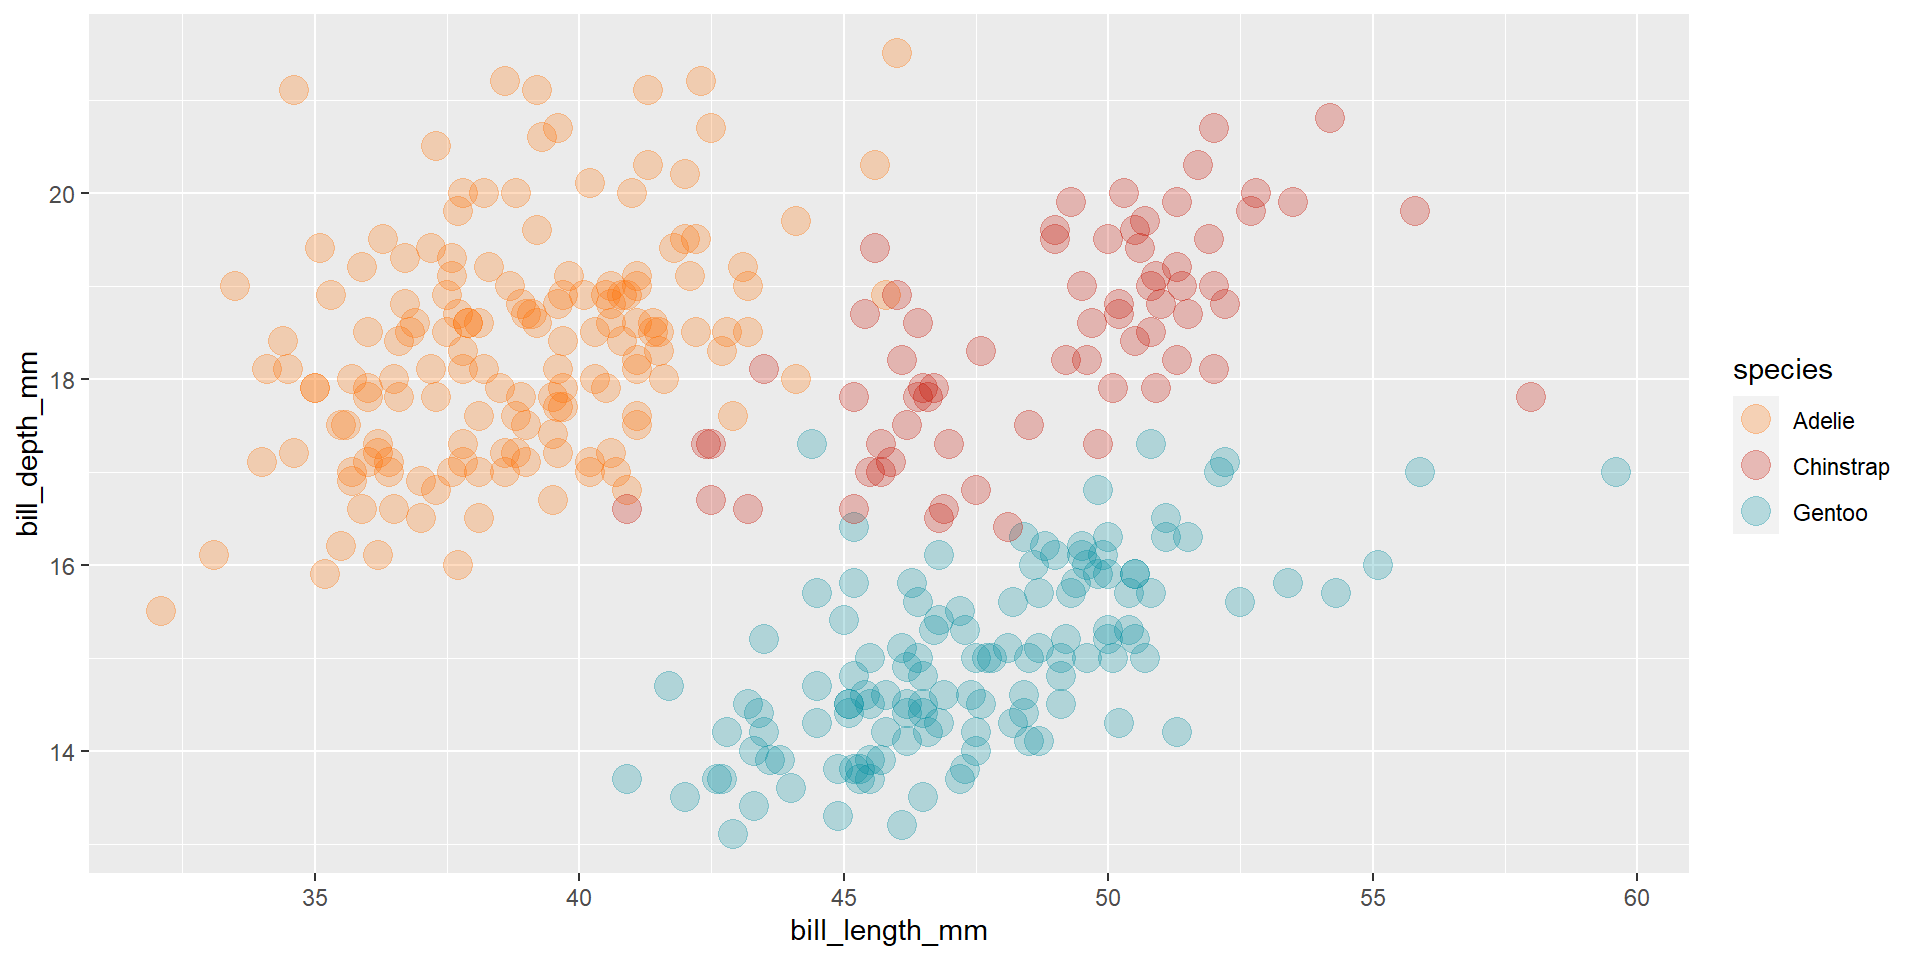 20
18
16
14
bill_depth_mm
35 40 45 50 55 60
bill_length_mm
species
Adelie
Chinstrap
Gentoo